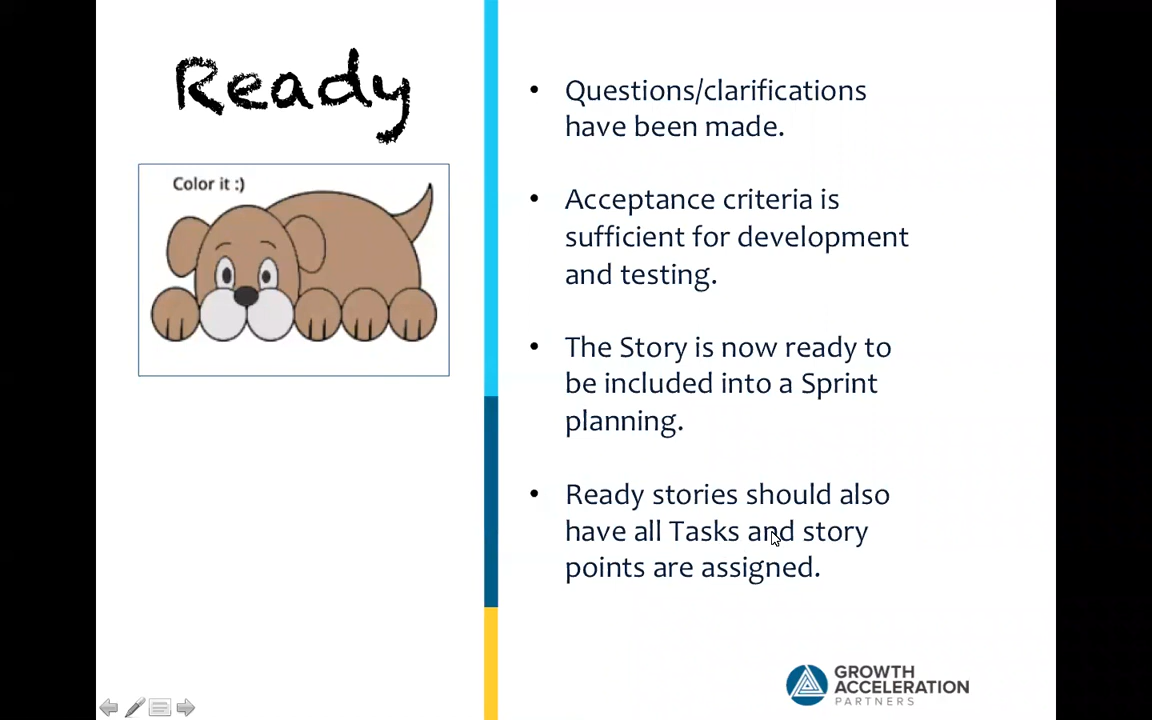 Ready
Color it :)
• Questions/clarifications
have been made.
• Acceptance criteria is
sufficient for development
and testing.
• The Story is now ready to
be included into a Sprint
planning.
• Ready stories should also
have all Tasks and story
points are assigned.
GROWTH
ACCELERATION
PARTNERS